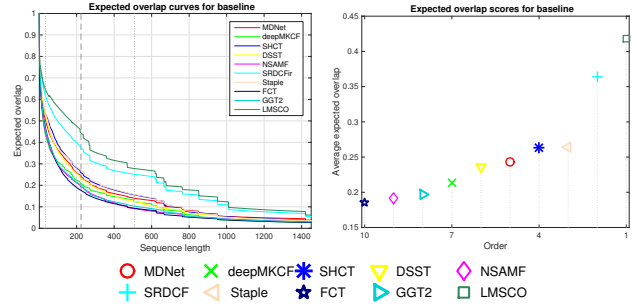 Expected overlap curves for baseline
Expected overlap
1
0.9
0.8
0.7
0.6
0.5
0.4
0.3
0.2
0.1
0
200
400
600
800
1000
1200
1400
Sequence length
MDNet
deepMKCF
SHCT
DSST
NSAMF
SRDCFir
Staple
FCT
GGT2
LMSCO
Expected overlap scores for baseline
Average expected overlap
0.45
0.4
0.35
0.3
0.25
0.2
0.15
10
7
4
1
Order
MDNet deepMKCF SHCT DSST NSAMF
SRDCF Staple FCT GGT2 LMSCO